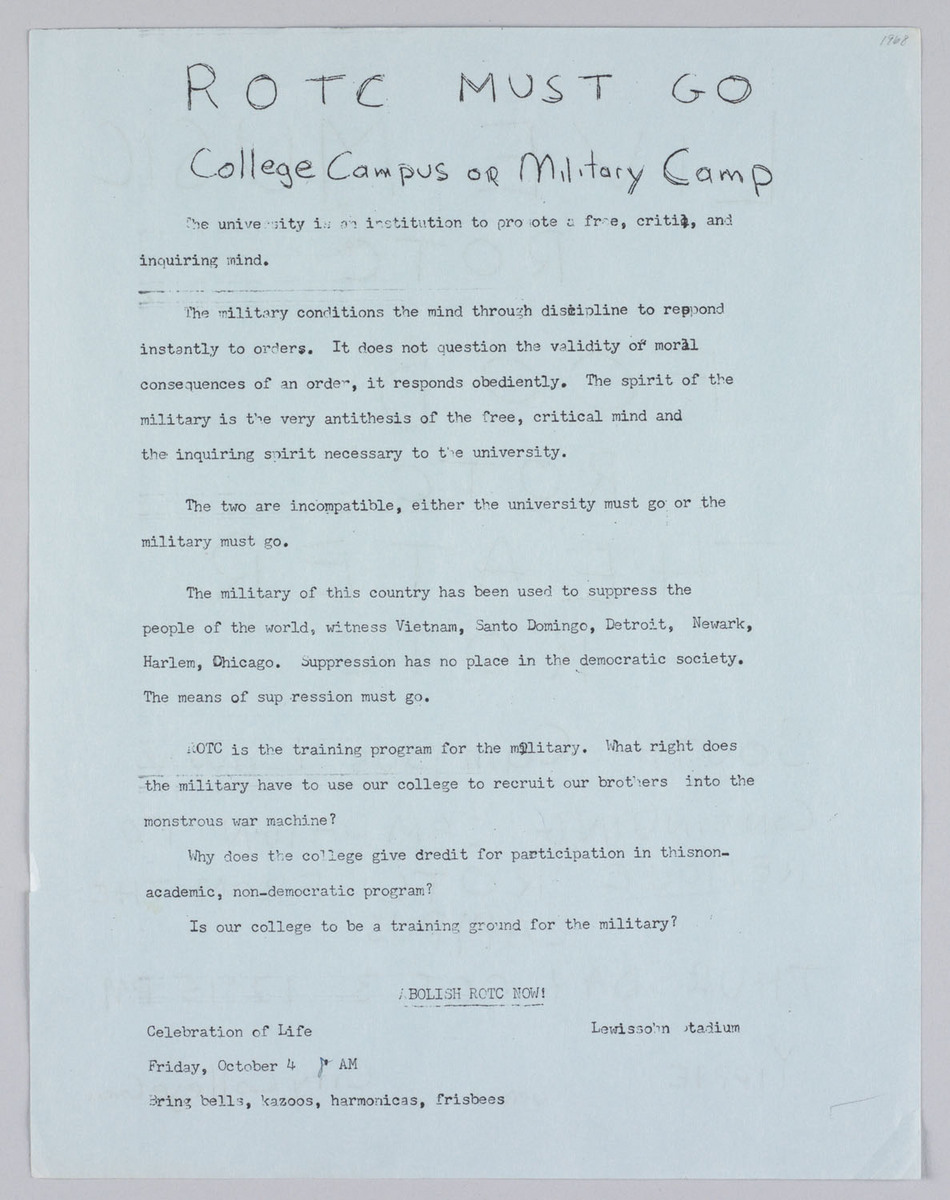 1968
ROTC MUST GO
College Campus OR Military Camp
The university is an institution to promote a free, criti, and
inquiring mind.
The military conditions the mind through discipline to reppond
instantly to orders. It does not question the validity of moral
consequences of an order, it responds obediently. The spirit of the
military is the very antithesis of the free, critical mind and
the inquiring spirit necessary to the university.
The two are incompatible, either the university must go or the
military must go.
The military of this country has been used to suppress the
people of the world, witness Vietnam, Santo Domingo, Detroit, Newark,
Harlem, Chicago. Suppression has no place in the democratic society.
The means of sup ression must go.
ROTC is the training program for the military. What right does
the military have to use our college to recruit our brothers into the
monstrous war machine?
Why does the college give dredit for participation in thisnon-
academic, non-democratic program?
Is our college to be a training ground for the military?
ABOLISH ROTC NOW!
Celebration of Life Lewissohn Stadium
Friday, October 4 AM
Bring bells, kazoos, harmonicas, frisbees